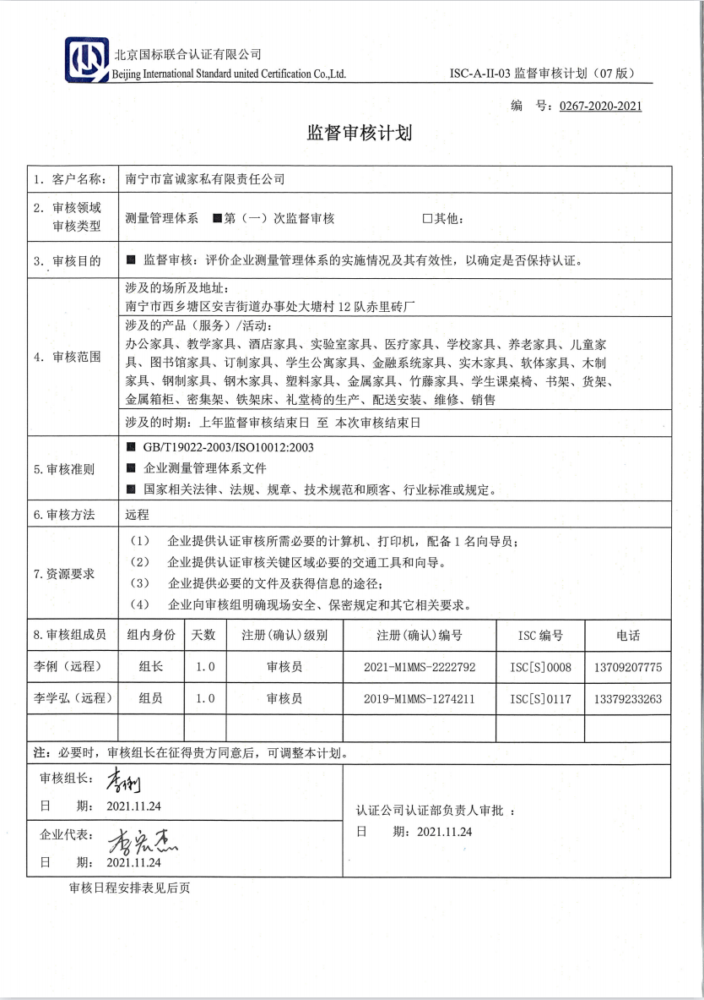 北京国标联合认证有限公司
Beijing International Standard united Certification Co.,Ltd.
ISC-A-II-03 监督审核计划（07 版）
编 号：0267-2020-2021
监督审核计划
1. 客户名称： 南宁市富诚家私有限责任公司
2. 审核领域
审核类型
测量管理体系 ■第（一）次监督审核 □其他：
3. 审核目的 ■ 监督审核：评价企业测量管理体系的实施情况及其有效性，以确定是否保持认证。
4. 审核范围
涉及的场所及地址：
南宁市西乡塘区安吉街道办事处大塘村 12 队赤里砖厂
涉及的产品（服务）/活动：
办公家具、教学家具、酒店家具、实验室家具、医疗家具、学校家具、养老家具、儿童家
具、图书馆家具、订制家具、学生公寓家具、金融系统家具、实木家具、软体家具、木制
家具、钢制家具、钢木家具、塑料家具、金属家具、竹藤家具、学生课桌椅、书架、货架、
金属箱柜、密集架、铁架床、礼堂椅的生产、配送安装、维修、销售
涉及的时期：上年监督审核结束日 至 本次审核结束日
5.审核准则
■ GB/T19022-2003/ISO10012:2003
■ 企业测量管理体系文件
■ 国家相关法律、法规、规章、技术规范和顾客、行业标准或规定。
6.审核方法 远程
7.资源要求
（1） 企业提供认证审核所需必要的计算机、打印机，配备 1 名向导员；
（2） 企业提供认证审核关键区域必要的交通工具和向导。
（3） 企业提供必要的文件及获得信息的途径；
（4） 企业向审核组明确现场安全、保密规定和其它相关要求。
8.审核组成员 组内身份 天数 注册(确认)级别 注册(确认)编号 ISC 编号 电话
李俐（远程） 组长 1.0 审核员 2021-M1MMS-2222792 ISC[S]0008 13709207775
李学弘（远程） 组员 1.0 审核员 2019-M1MMS-1274211 ISC[S]0117 13379233263
注：必要时，审核组长在征得贵方同意后，可调整本计划。
审核组长： 李俐
日 期： 2021.11.24
企业代表： 李宏杰
日 期： 2021.11.24
认证公司认证部负责人审批 ：
日 期：2021.11.24
审核日程安排表见后页